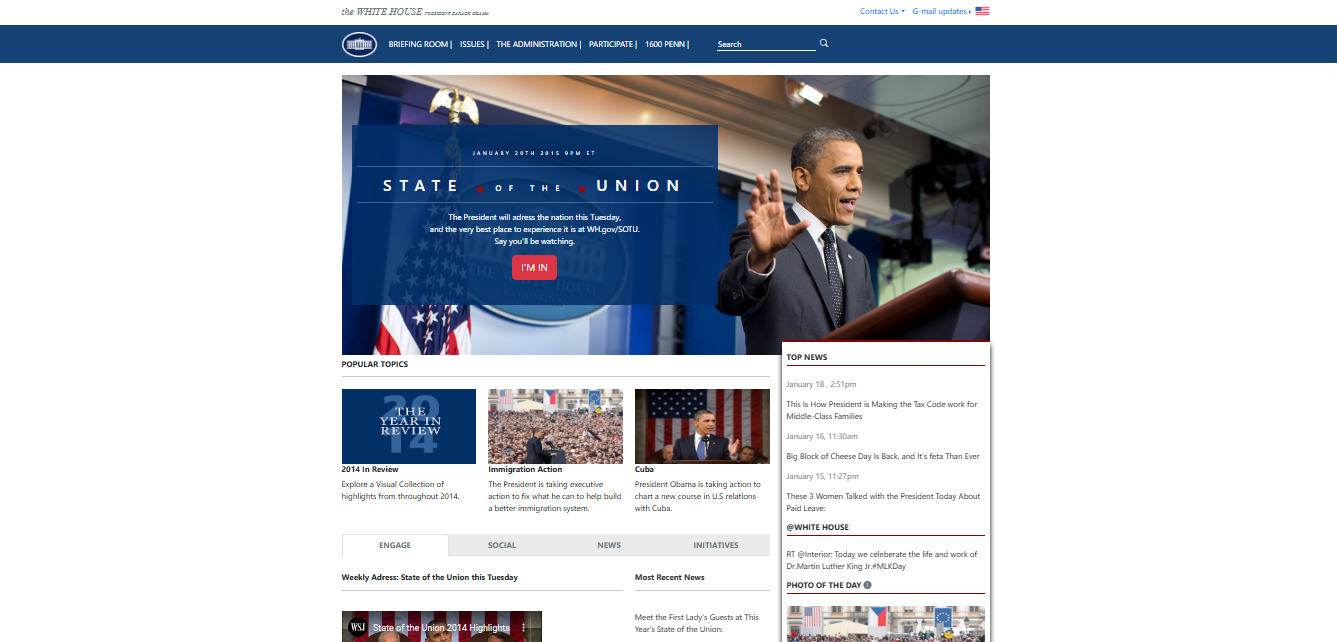 the WHITE HOUSE PRESIDENT BARACK OBAMA
Contact Us
G-mail updates
BRIEFING ROOM |
ISSUES |
THE ADMINISTRATION |
PARTICIPATE |
1600 PENN |
Search
JANUARY 20TH 2015 9PM ET
STATE OF THE UNION
The President will adress the nation this Tuesday,
and the very best place to experience it is at WH.gov/SOTU.
Say you'll be watching.
I'M IN
POPULAR TOPICS
2014
THE
YEAR IN
REVIEW
2014 In Review
Explore a Visual Collection of
highlights from throughout 2014.
Immigration Action
The President is taking executive
action to fix what he can to help build
a better immigration system.
Cuba
President Obama is taking action to
chart a new course in U.S relations
with Cuba.
ENGAGE
SOCIAL
NEWS
INITIATIVES
Weekly Adress: State of the Union this Tuesday
WSJ
State of the Union 2014 Highlights
Most Recent News
Meet the First Lady's Guests at This
Year's State of the Union:
TOP NEWS
January 18 , 2:51pm
This Is How President is Making the Tax Code work for
Middle-Class Families
January 16, 11:30am
Big Block of Cheese Day Is Back, and It's feta Than Ever
January 15, 11:27pm
These 3 Women Talked with the President Today About
Paid Leave:
@WHITE HOUSE
RT @Interior: Today we celeberate the life and work of
Dr.Martin Luther King Jr.#MLKDay
PHOTO OF THE DAY